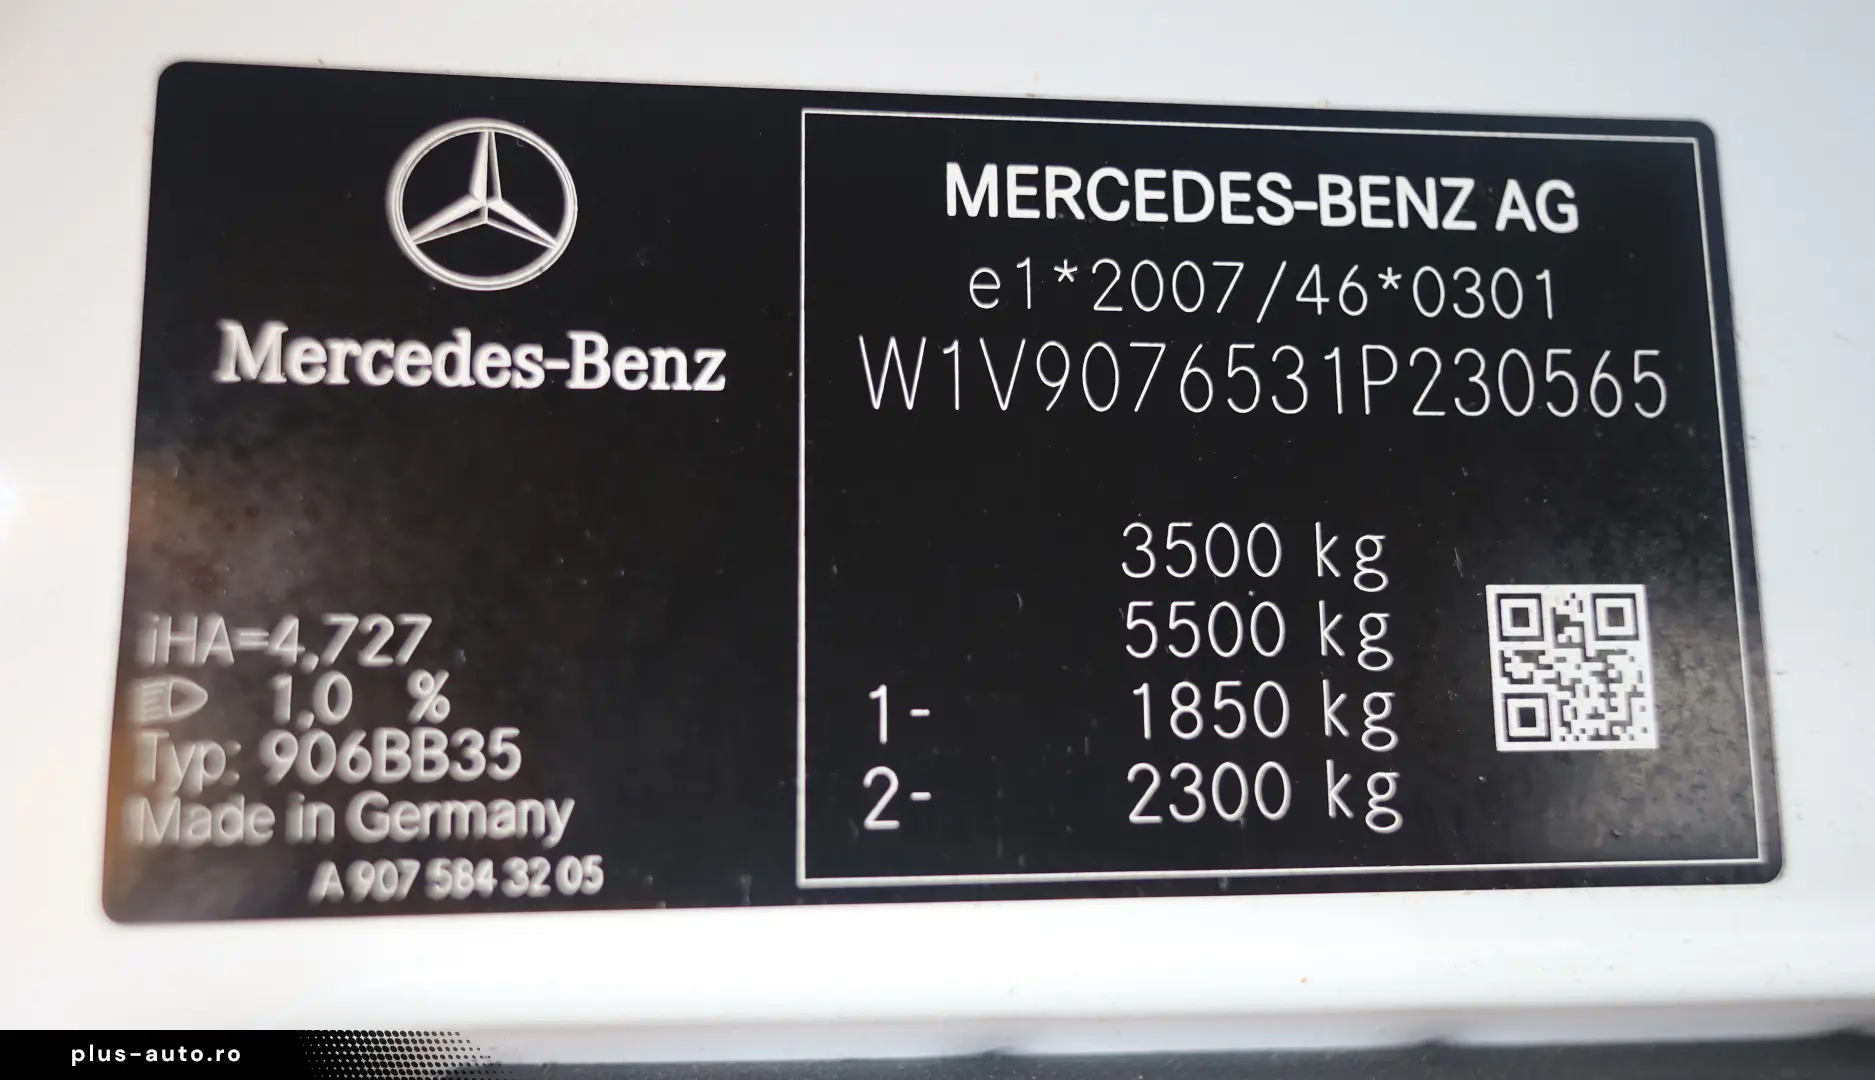 Mercedes-Benz
iHA=4,727
1,0 %
Typ: 906BB35
Made in Germany
A 907 584 32 05
MERCEDES-BENZ AG
e1*2007/46*0301
W1V9076531P230565
3500 kg
5500 kg
1- 1850 kg
2- 2300 kg
plus-auto.ro